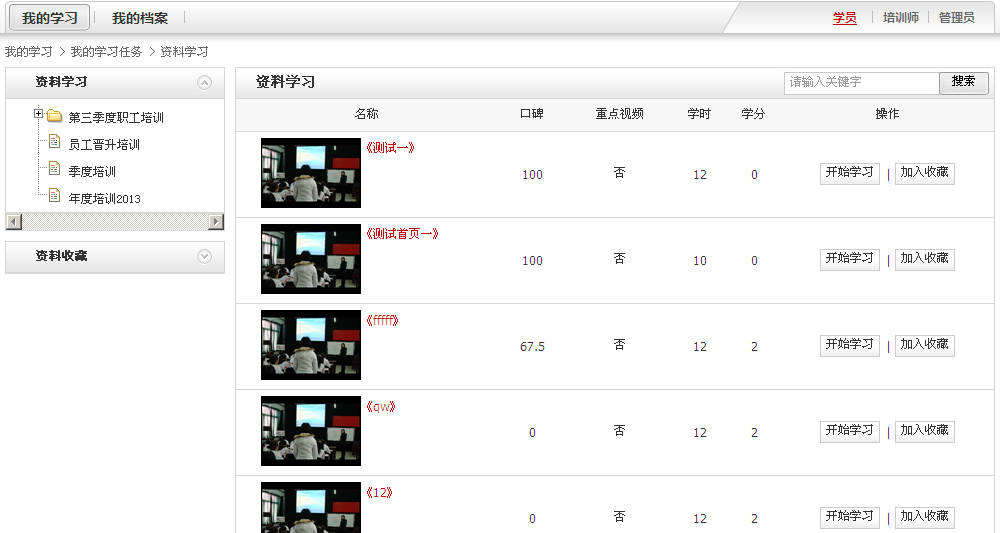 我的学习 我的档案 学员 培训师 管理员
我的学习 > 我的学习任务 > 资料学习
资料学习
第三季度职工培训
员工晋升培训
季度培训
年度培训2013
资料收藏
资料学习 请输入关键字 搜索
名称 口碑 重点视频 学时 学分 操作
《测试一》 100 否 12 0 开始学习 | 加入收藏
《测试首页一》 100 否 10 0 开始学习 | 加入收藏
《fffff》 67.5 否 12 2 开始学习 | 加入收藏
《qw》 0 否 12 2 开始学习 | 加入收藏
《12》 0 否 12 2 开始学习 | 加入收藏